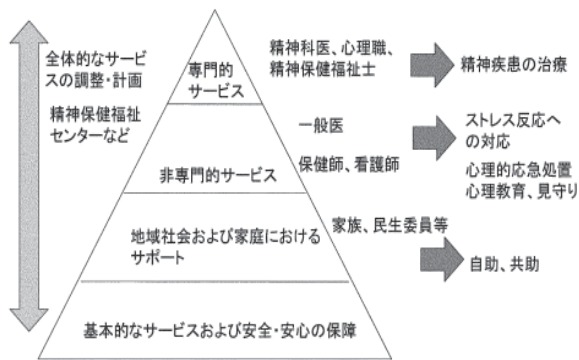 全体的なサービ
スの調整・計画
精神保健福祉
センターなど
専門的
サービス
精神科医、心理職、
精神保健福祉士
精神疾患の治療
一般医
保健師、看護師
非専門的サービス
ストレス反応へ
の対応
心理的応急処置
心理教育、見守り
地域社会および家庭における
サポート
家族、民生委員等
自助、共助
基本的なサービスおよび安全・安心の保障